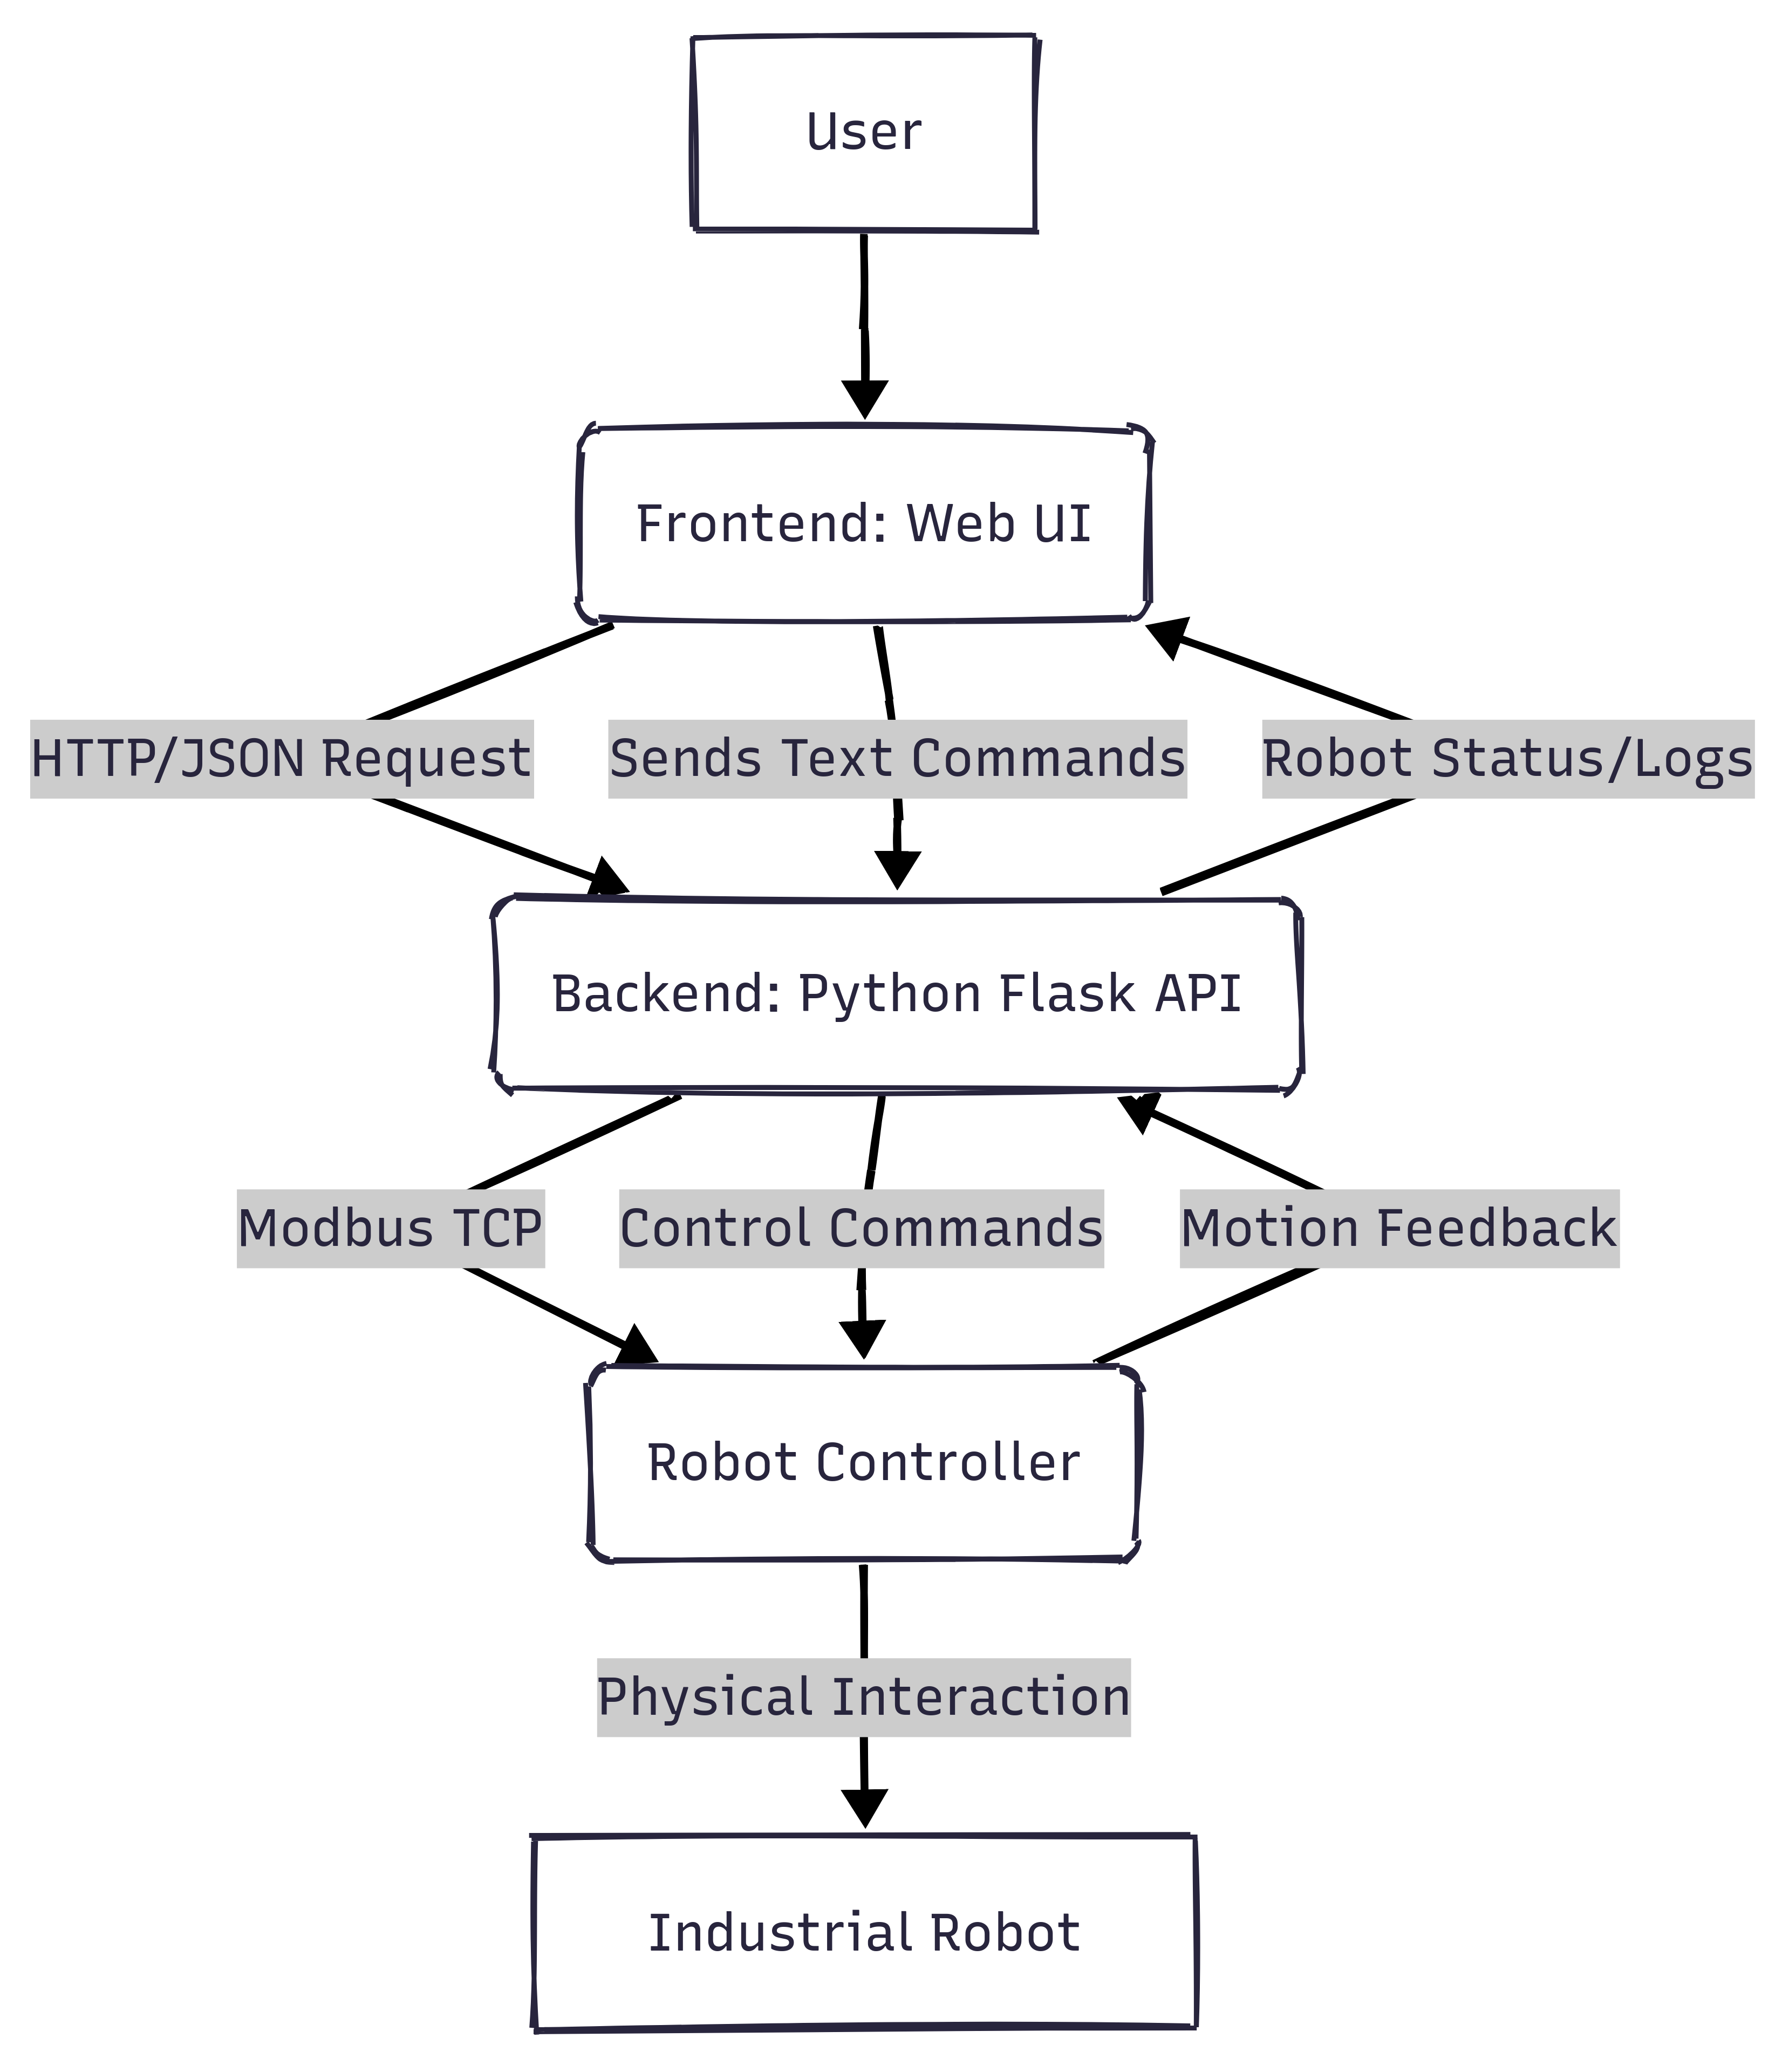 User
Frontend: Web UI
HTTP/JSON Request
Sends Text Commands
Robot Status/Logs
Backend: Python Flask API
Modbus TCP
Control Commands
Motion Feedback
Robot Controller
Physical Interaction
Industrial Robot